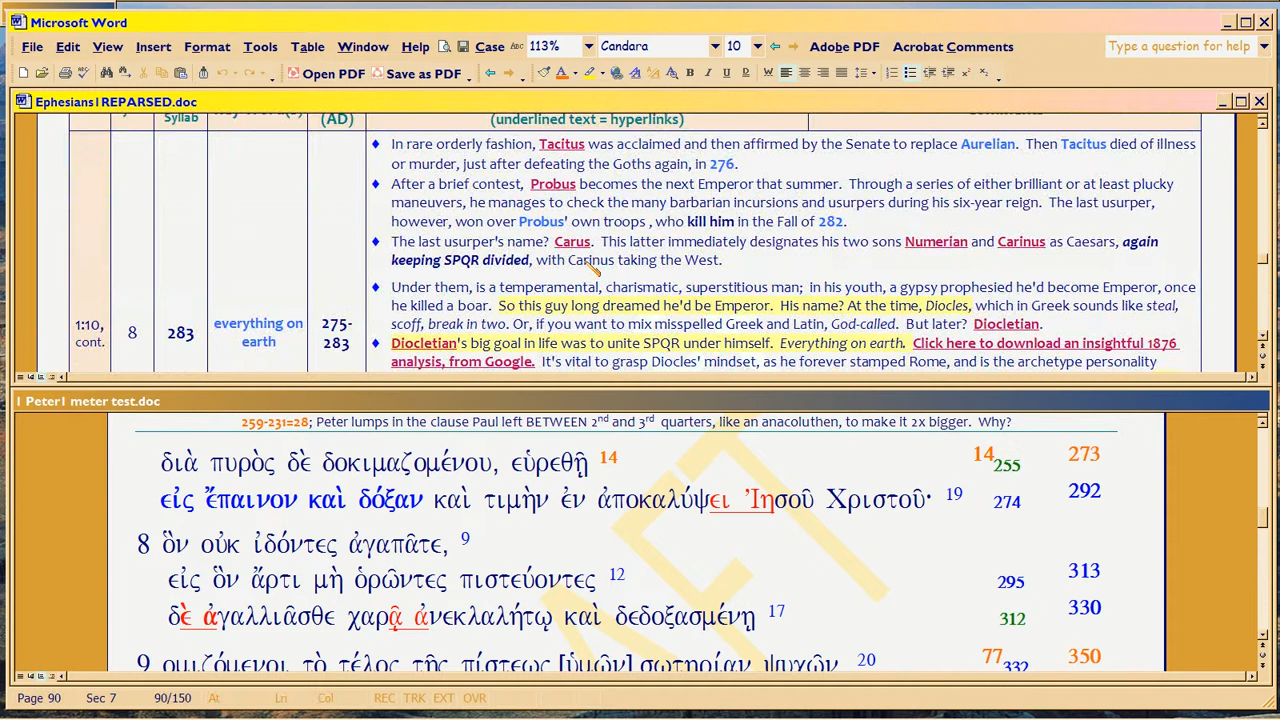 Microsoft Word
File Edit View Insert Format Tools Table Window Help Case 113% Candara 10 Adobe PDF Acrobat Comments Type a question for help
Open PDF Save as PDF
Ephesians1REPARSED.doc
Syllab (AD) (underlined text = hyperlinks)
In rare orderly fashion, Tacitus was acclaimed and then affirmed by the Senate to replace Aurelian. Then Tacitus died of illness
or murder, just after defeating the Goths again, in 276.
After a brief contest, Probus becomes the next Emperor that summer. Through a series of either brilliant or at least plucky
maneuvers, he manages to check the many barbarian incursions and usurpers during his six-year reign. The last usurper,
however, won over Probus' own troops , who kill him in the Fall of 282.
The last usurper's name? Carus. This latter immediately designates his two sons Numerian and Carinus as Caesars, again
keeping SPQR divided, with Carinus taking the West.
Under them, is a temperamental, charismatic, superstitious man; in his youth, a gypsy prophesied he'd become Emperor, once
he killed a boar. So this guy long dreamed he'd be Emperor. His name? At the time, Diocles, which in Greek sounds like steal,
scoff, break in two. Or, if you want to mix misspelled Greek and Latin, God-called. But later? Diocletian.
1:10, cont. 8 283 everything on earth 275-283
Diocletian's big goal in life was to unite SPQR under himself. Everything on earth. Click here to download an insightful 1876
analysis, from Google. It's vital to grasp Diocles' mindset, as he forever stamped Rome, and is the archetype personality
1 Peter1 meter test.doc
259-231=28; Peter lumps in the clause Paul left BETWEEN 2nd and 3rd quarters, like an anacoluthen, to make it 2x bigger. Why?
διὰ πυρὸς δὲ δοκιμαζομένου, εὑρεθῇ 14 14 255 273
εἰς ἔπαινον καὶ δόξαν καὶ τιμὴν ἐν ἀποκαλύψει Ἰησοῦ Χριστοῦ· 19 274 292
8 ὃν οὐκ ἰδόντες ἀγαπᾶτε, 9
εἰς ὃν ἄρτι μὴ ὁρῶντες πιστεύοντες 12 295 313
δὲ ἀγαλλιᾶσθε χαρᾷ ἀνεκλαλήτῳ καὶ δεδοξασμένῃ 17 312 330
9 κομιζόμενοι τὸ τέλος τῆς πίστεως [ὑμῶν] σωτηρίαν ψυχῶν 20 77 332 350
Page 90 Sec 7 90/150 At Ln Col REC TRK EXT OVR